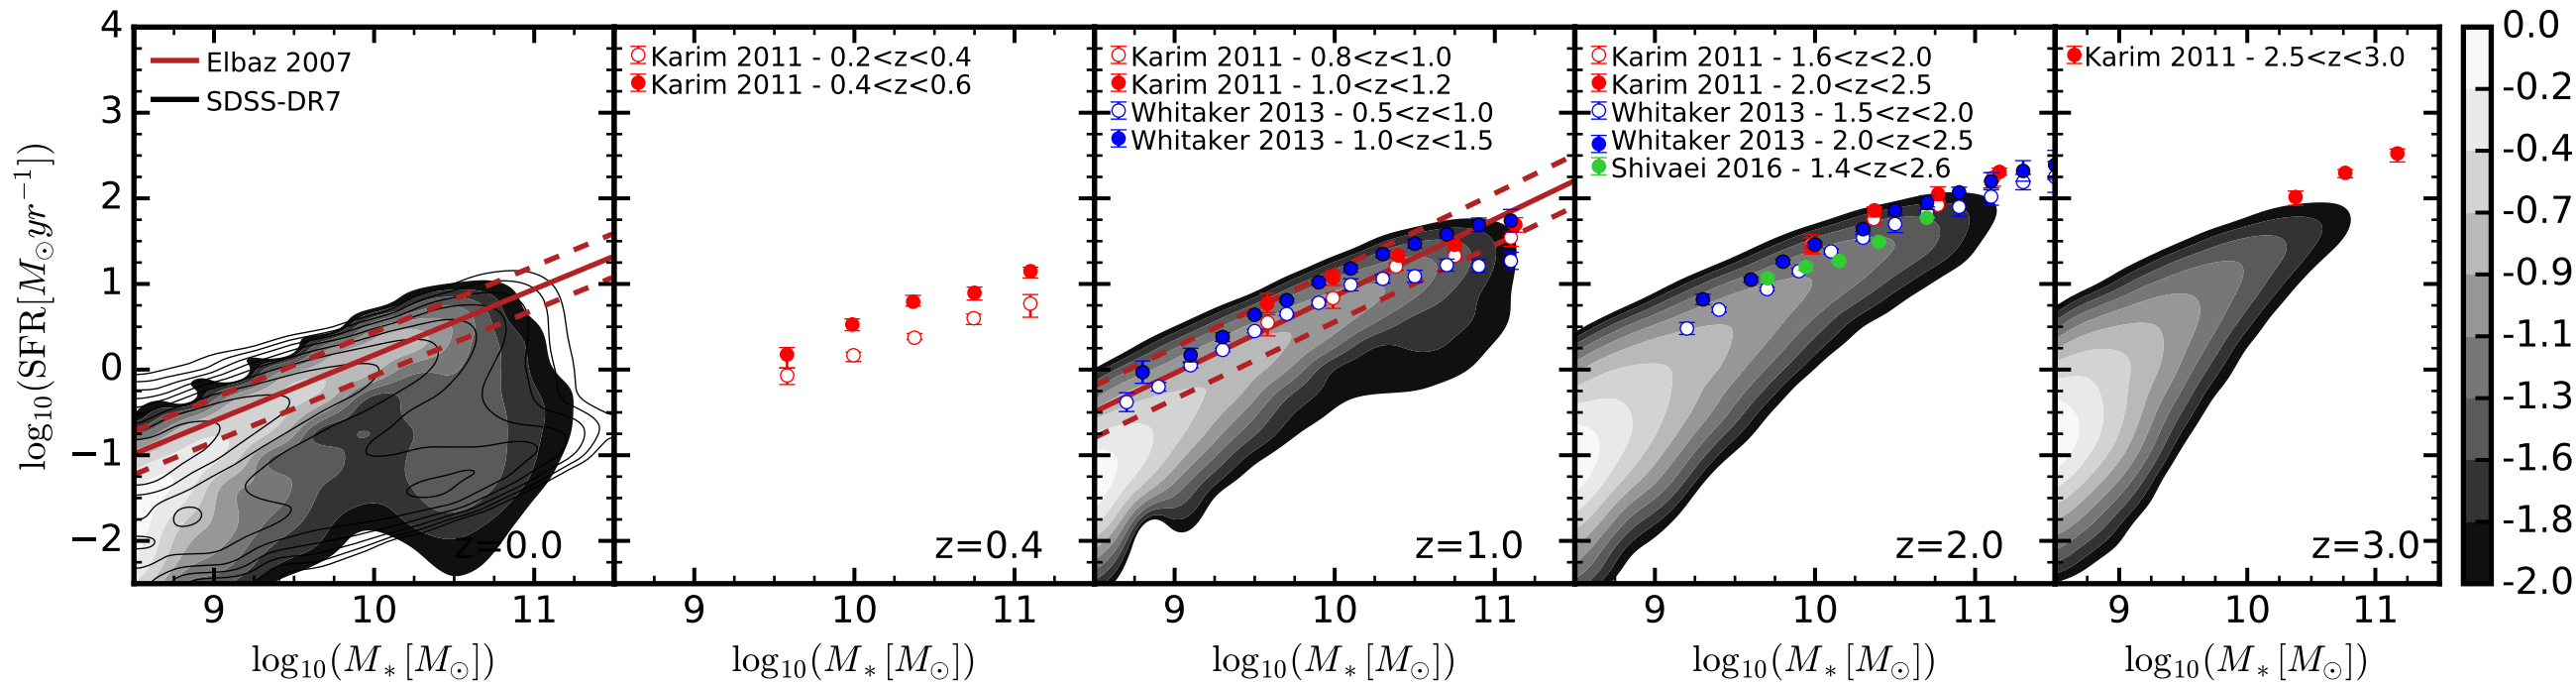 4
3
2
1
0
−1
−2
log₁₀(SFR[M⊙yr⁻¹])
Elbaz 2007
SDSS-DR7
z=0.0
9 10 11
log₁₀(M∗[M⊙])
Karim 2011 - 0.2<z<0.4
Karim 2011 - 0.4<z<0.6
z=0.4
9 10 11
log₁₀(M∗[M⊙])
Karim 2011 - 0.8<z<1.0
Karim 2011 - 1.0<z<1.2
Whitaker 2013 - 0.5<z<1.0
Whitaker 2013 - 1.0<z<1.5
z=1.0
9 10 11
log₁₀(M∗[M⊙])
Karim 2011 - 1.6<z<2.0
Karim 2011 - 2.0<z<2.5
Whitaker 2013 - 1.5<z<2.0
Whitaker 2013 - 2.0<z<2.5
Shivaei 2016 - 1.4<z<2.6
z=2.0
9 10 11
log₁₀(M∗[M⊙])
Karim 2011 - 2.5<z<3.0
z=3.0
9 10 11
log₁₀(M∗[M⊙])
0.0
-0.2
-0.4
-0.7
-0.9
-1.1
-1.3
-1.6
-1.8
-2.0